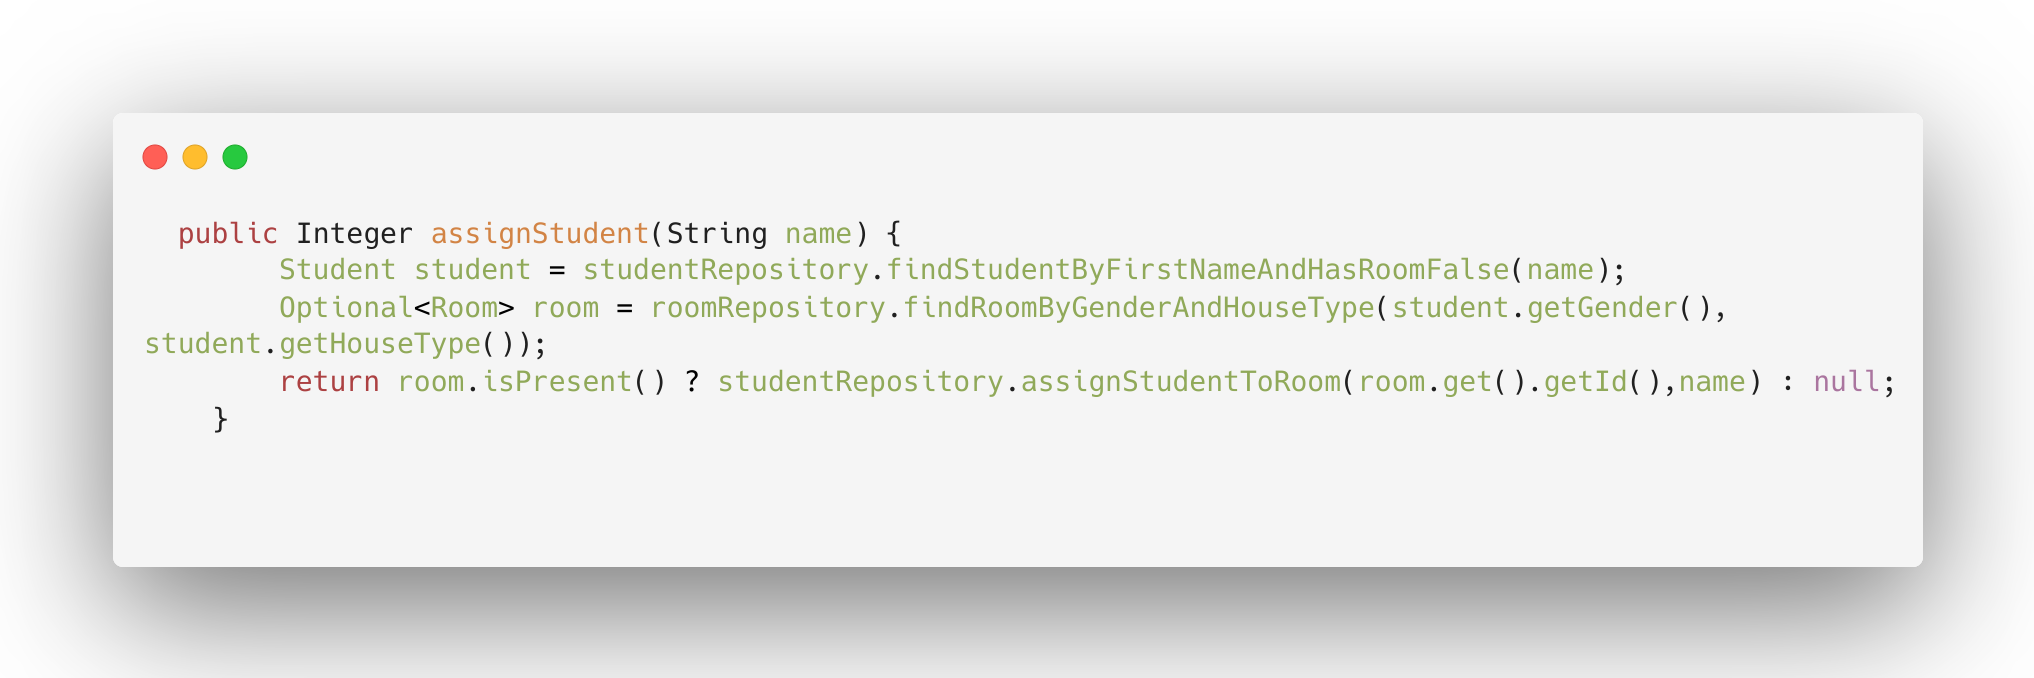 public Integer assignStudent(String name) {
Student student = studentRepository.findStudentByFirstNameAndHasRoomFalse(name);
Optional<Room> room = roomRepository.findRoomByGenderAndHouseType(student.getGender(),
student.getHouseType());
return room.isPresent() ? studentRepository.assignStudentToRoom(room.get().getId(),name) : null;
}